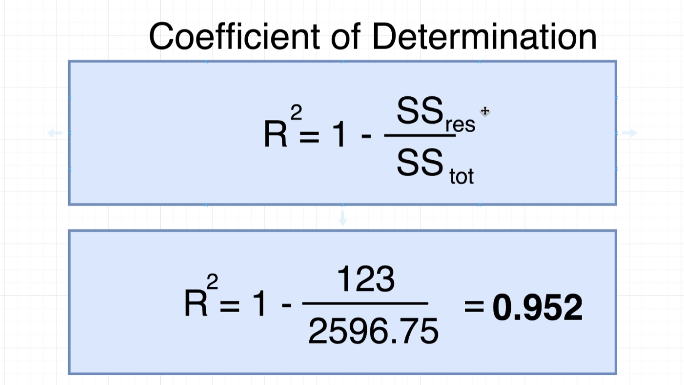 Coefficient of Determination
R² = 1 - SS_res / SS_tot
R² = 1 - 123 / 2596.75 = 0.952